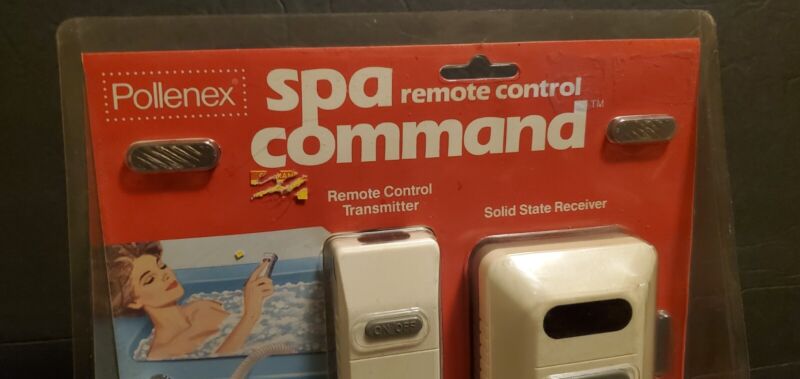 Pollenex®
spa remote control
command™
Remote Control
Transmitter
Solid State Receiver
ON/OFF